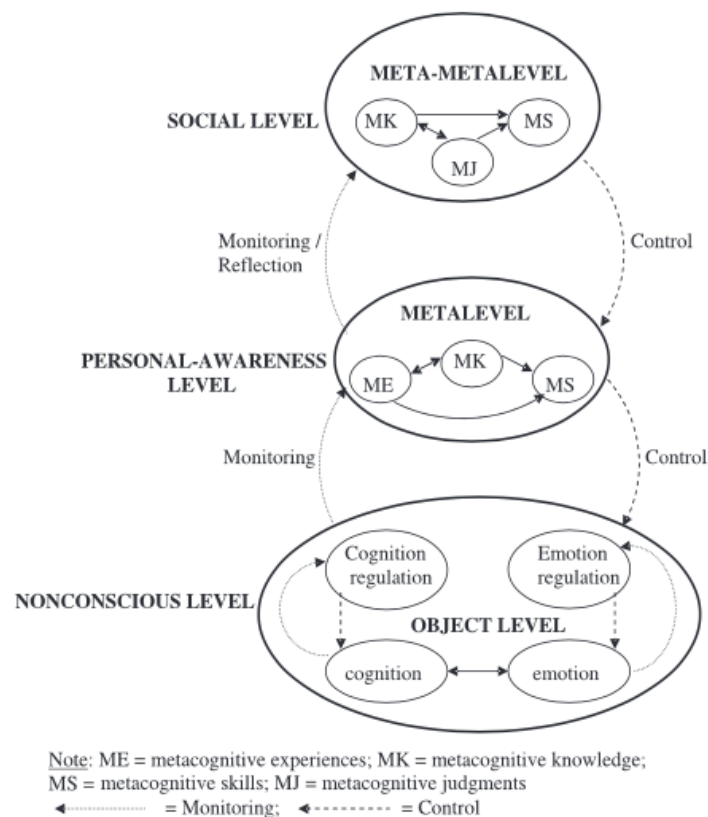 META-METALEVEL
SOCIAL LEVEL
MK
MS
MJ
Monitoring /
Reflection
Control
METALEVEL
PERSONAL-AWARENESS
LEVEL
ME
MK
MS
Monitoring
Control
Cognition
regulation
Emotion
regulation
NONCONSCIOUS LEVEL
OBJECT LEVEL
cognition
emotion
Note: ME = metacognitive experiences; MK = metacognitive knowledge;
MS = metacognitive skills; MJ = metacognitive judgments
= Monitoring; = Control